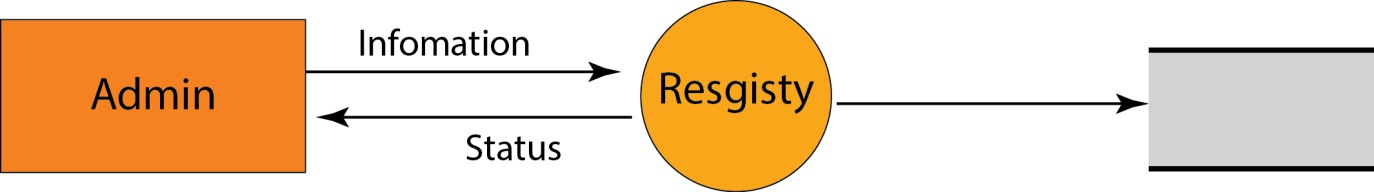 Infomation
Admin
Resgisty
Status